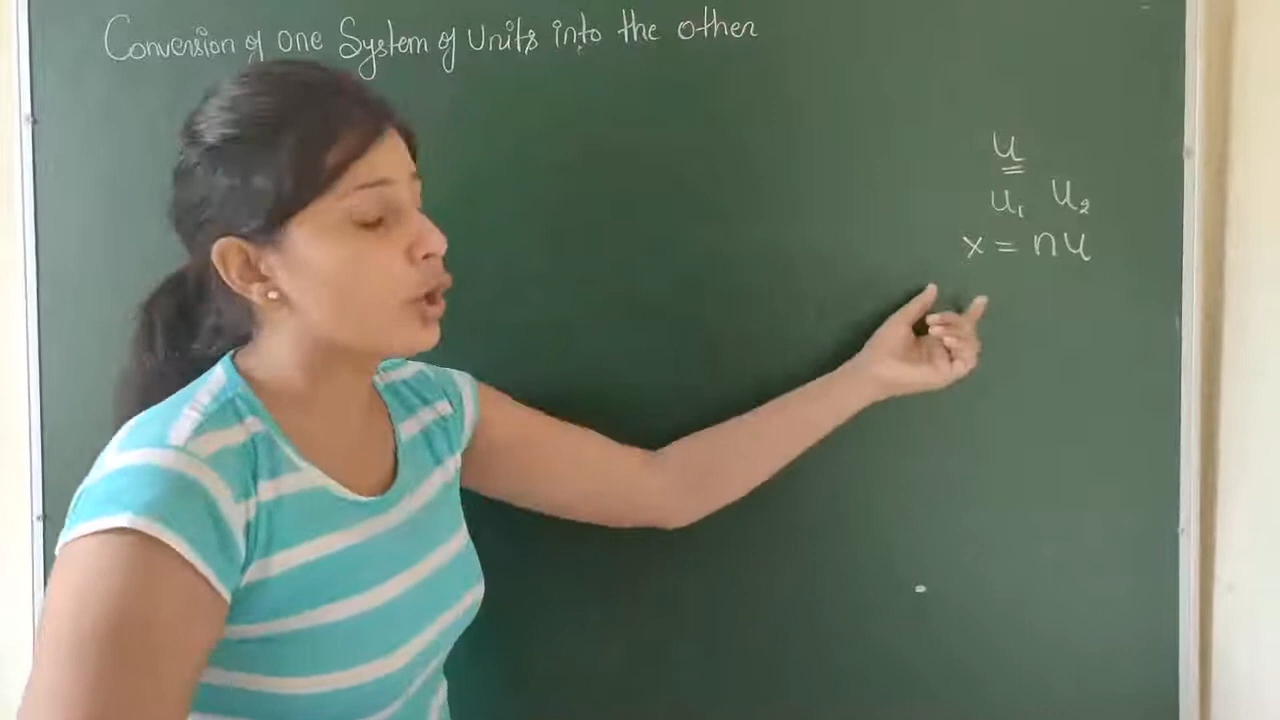 Conversion of one System of Units into the other
u
u₁ u₂
x = nu